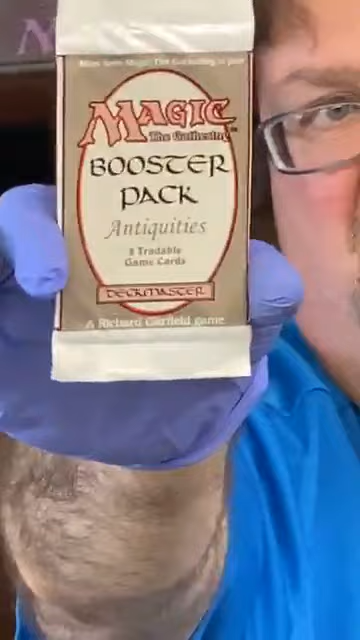 MAGIC
The Gathering
BOOSTER
PACK
Antiquities
8 Tradable
Game Cards
DECKMASTER
A Richard Garfield game